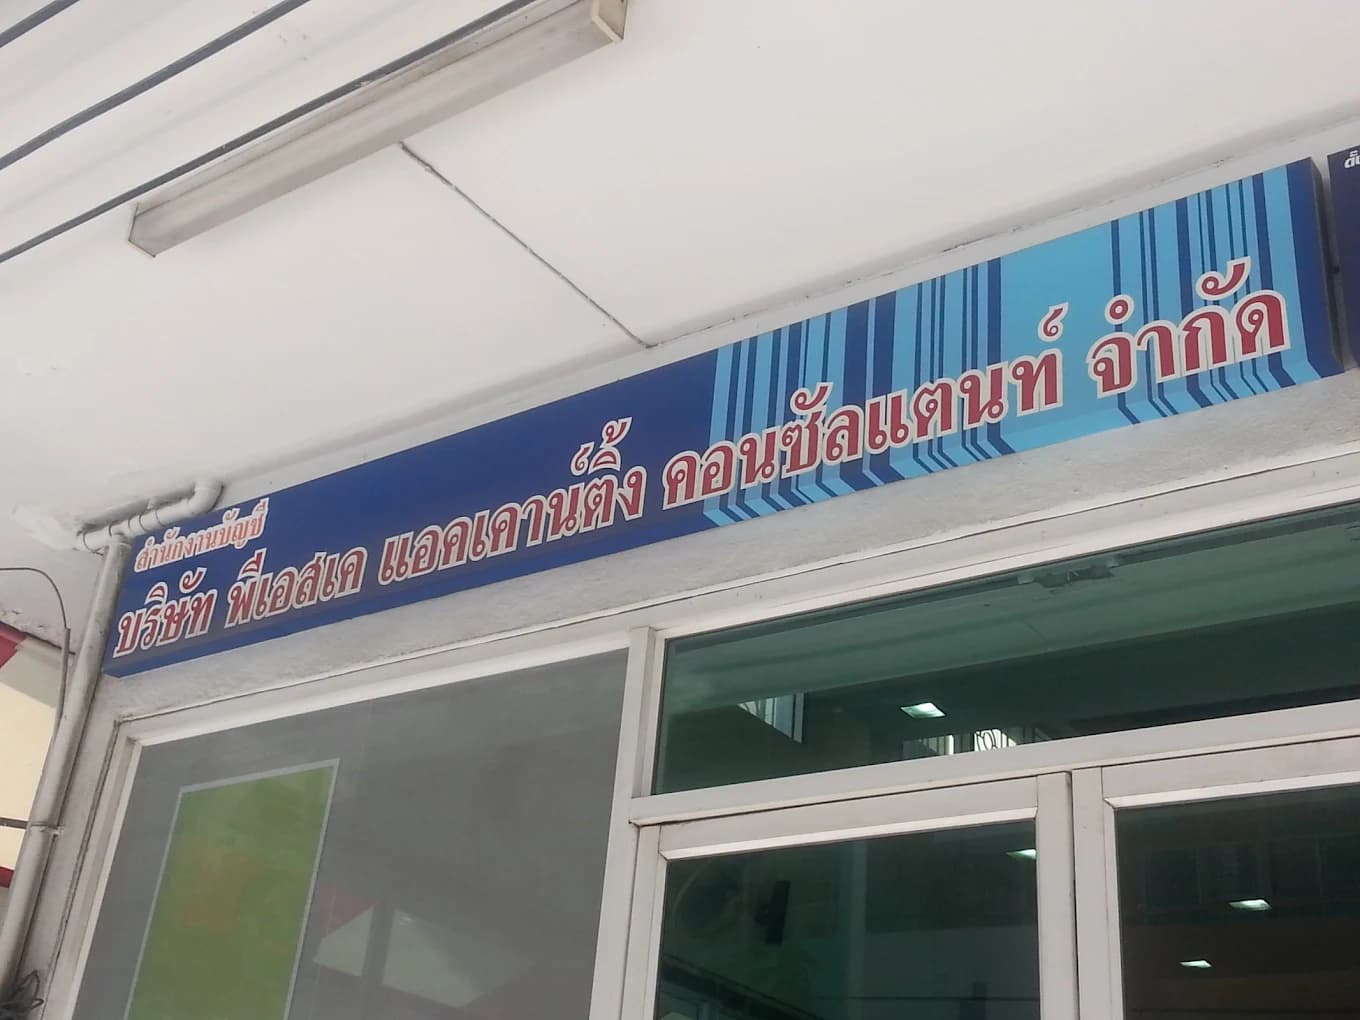 สำนักงานบัญชี
บริษัท พีเอสเค แอคเคาน์ติ้ง คอนซัลแตนท์ จำกัด